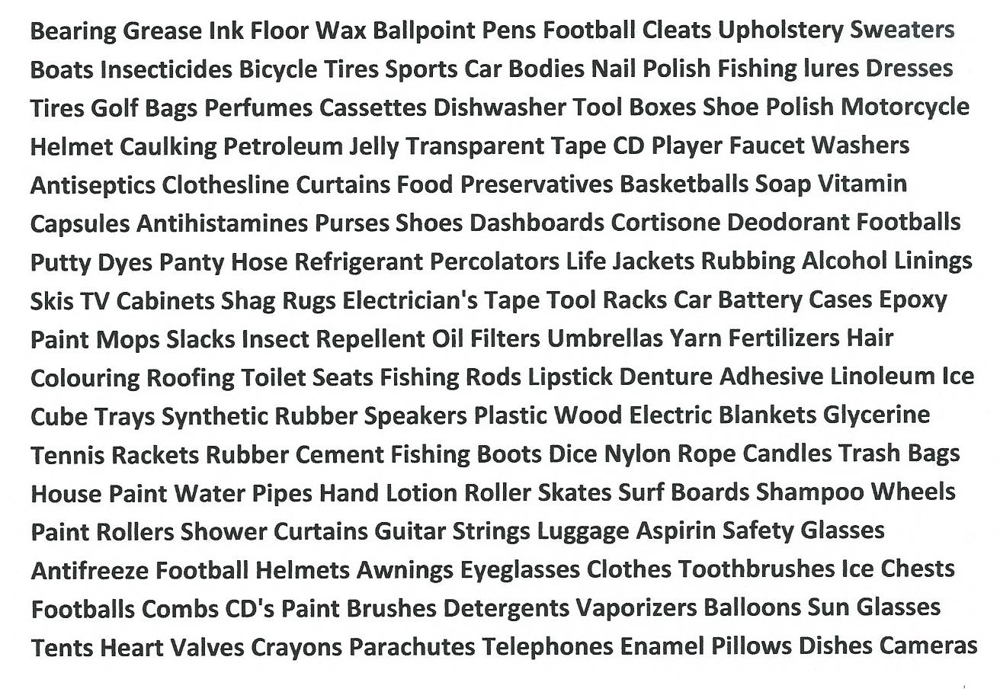 Bearing Grease Ink Floor Wax Ballpoint Pens Football Cleats Upholstery Sweaters
Boats Insecticides Bicycle Tires Sports Car Bodies Nail Polish Fishing lures Dresses
Tires Golf Bags Perfumes Cassettes Dishwasher Tool Boxes Shoe Polish Motorcycle
Helmet Caulking Petroleum Jelly Transparent Tape CD Player Faucet Washers
Antiseptics Clothesline Curtains Food Preservatives Basketballs Soap Vitamin
Capsules Antihistamines Purses Shoes Dashboards Cortisone Deodorant Footballs
Putty Dyes Panty Hose Refrigerant Percolators Life Jackets Rubbing Alcohol Linings
Skis TV Cabinets Shag Rugs Electrician's Tape Tool Racks Car Battery Cases Epoxy
Paint Mops Slacks Insect Repellent Oil Filters Umbrellas Yarn Fertilizers Hair
Colouring Roofing Toilet Seats Fishing Rods Lipstick Denture Adhesive Linoleum Ice
Cube Trays Synthetic Rubber Speakers Plastic Wood Electric Blankets Glycerine
Tennis Rackets Rubber Cement Fishing Boots Dice Nylon Rope Candles Trash Bags
House Paint Water Pipes Hand Lotion Roller Skates Surf Boards Shampoo Wheels
Paint Rollers Shower Curtains Guitar Strings Luggage Aspirin Safety Glasses
Antifreeze Football Helmets Awnings Eyeglasses Clothes Toothbrushes Ice Chests
Footballs Combs CD's Paint Brushes Detergents Vaporizers Balloons Sun Glasses
Tents Heart Valves Crayons Parachutes Telephones Enamel Pillows Dishes Cameras